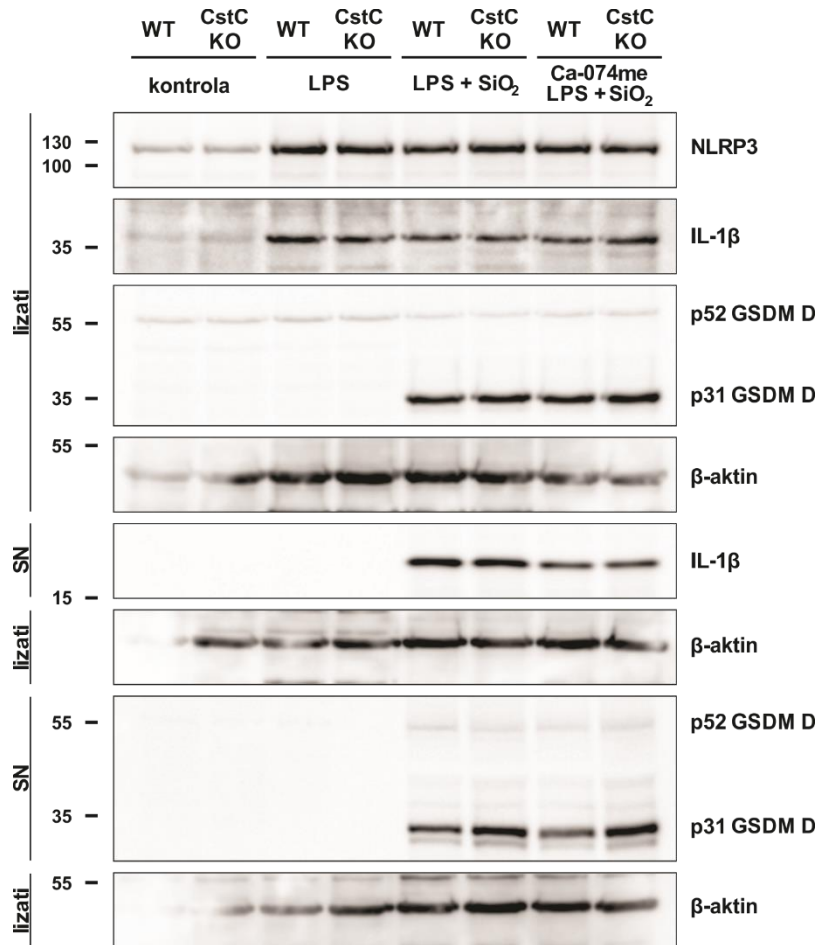 WT CstC KO WT CstC KO WT CstC KO WT CstC KO
kontrola LPS LPS + SiO₂ Ca-074me LPS + SiO₂
lizati
130
100
NLRP3
35
IL-1β
55
p52 GSDM D
35
p31 GSDM D
55
β-aktin
SN
IL-1β
15
lizati
β-aktin
SN
55
p52 GSDM D
35
p31 GSDM D
lizati
55
β-aktin